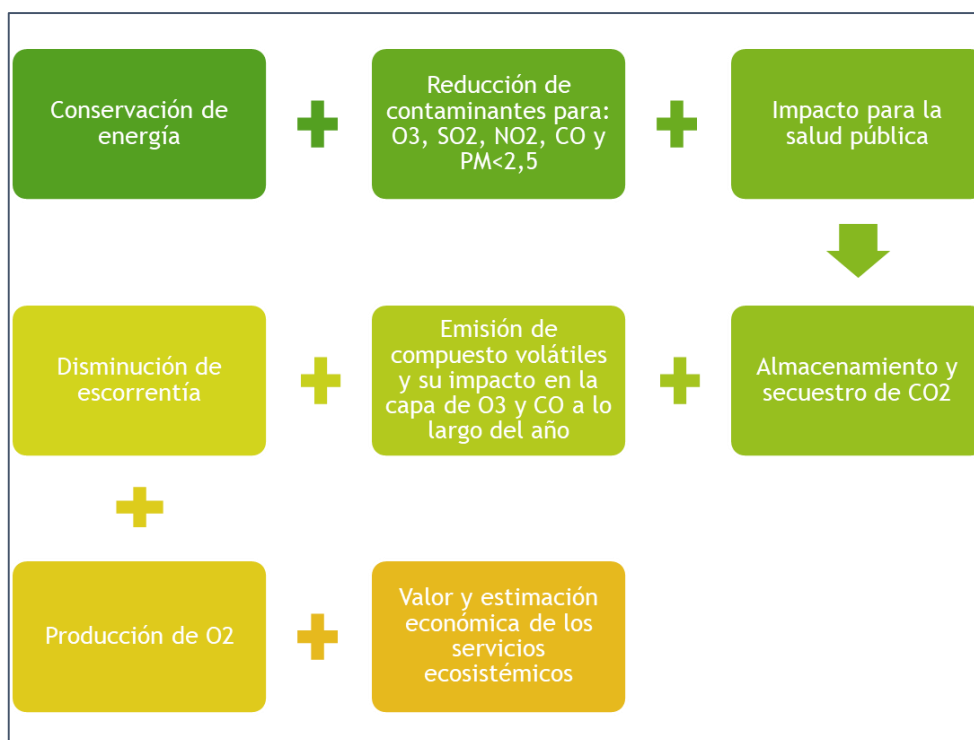 Conservación de
energía
Reducción de
contaminantes para:
O3, SO2, NO2, CO y
PM<2,5
Impacto para la
salud pública
Almacenamiento y
secuestro de CO2
Emisión de
compuesto volátiles
y su impacto en la
capa de O3 y CO a lo
largo del año
Disminución de
escorrentía
Producción de O2
Valor y estimación
económica de los
servicios
ecosistémicos